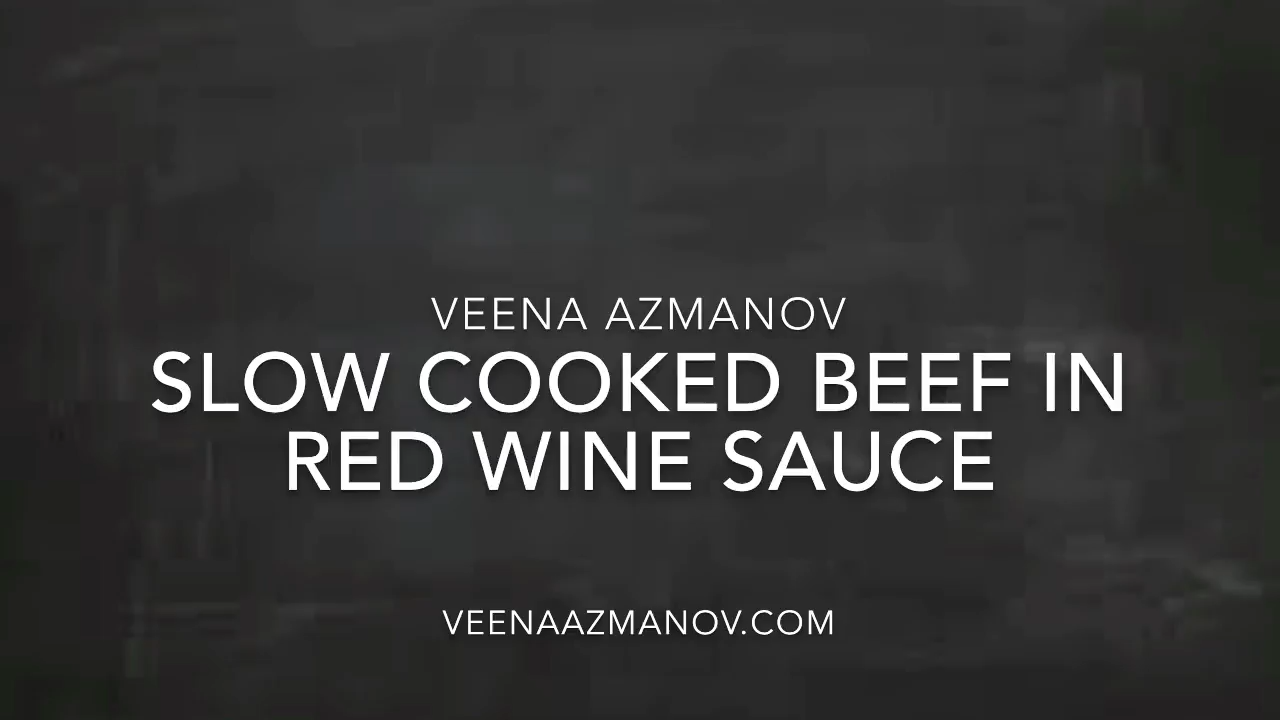 VEENA AZMANOV
SLOW COOKED BEEF IN
RED WINE SAUCE
VEENAAZMANOV.COM